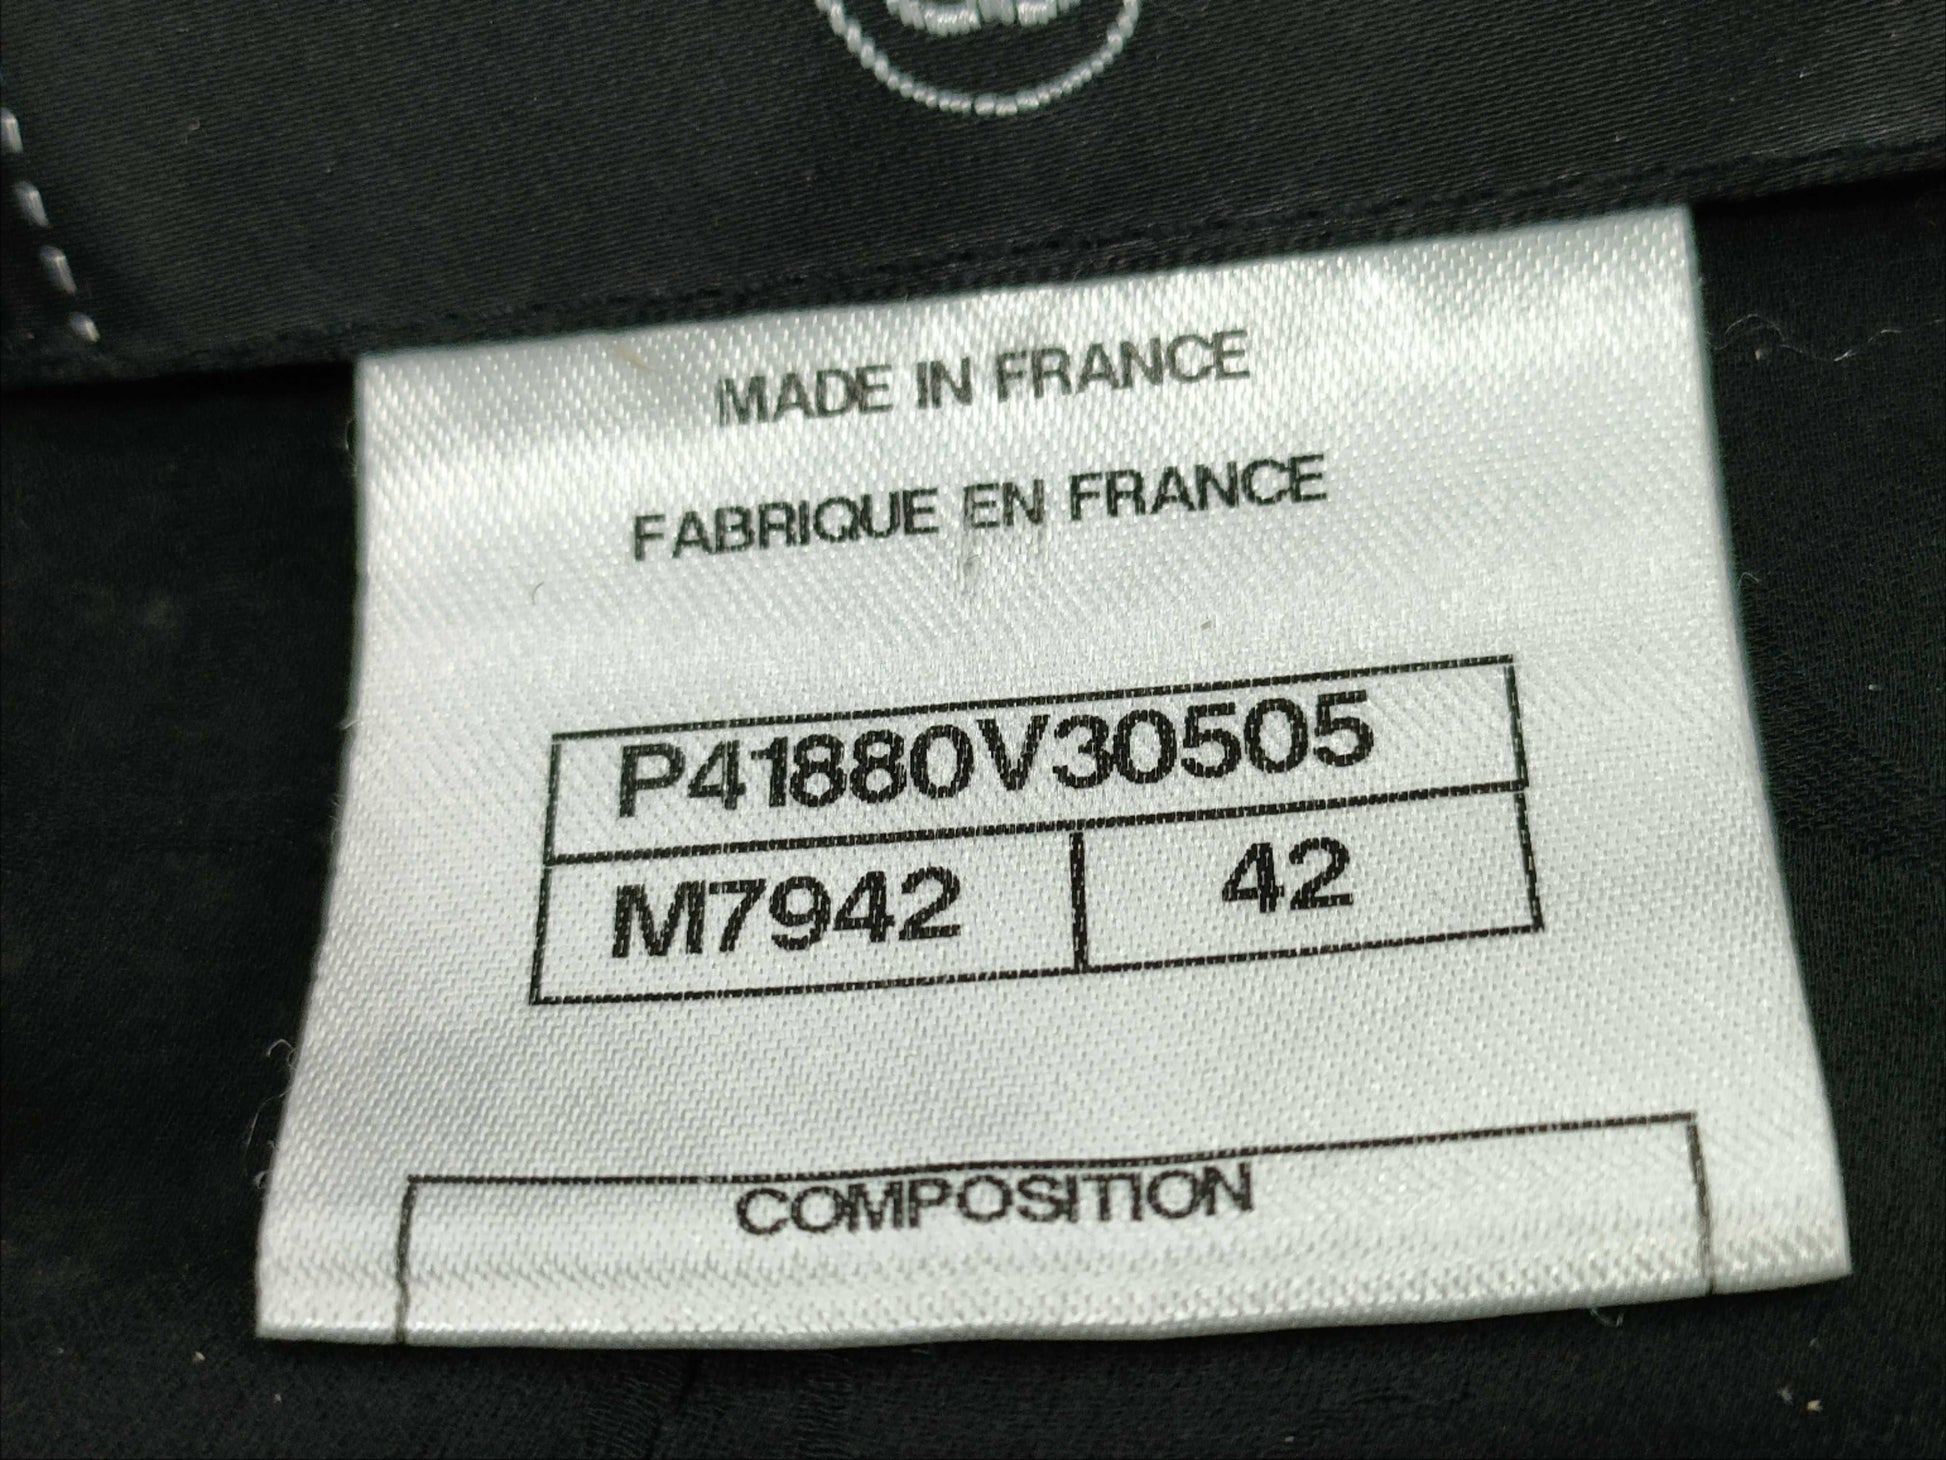 MADE IN FRANCE
FABRIQUE EN FRANCE
P41880V30505
M7942 42
COMPOSITION